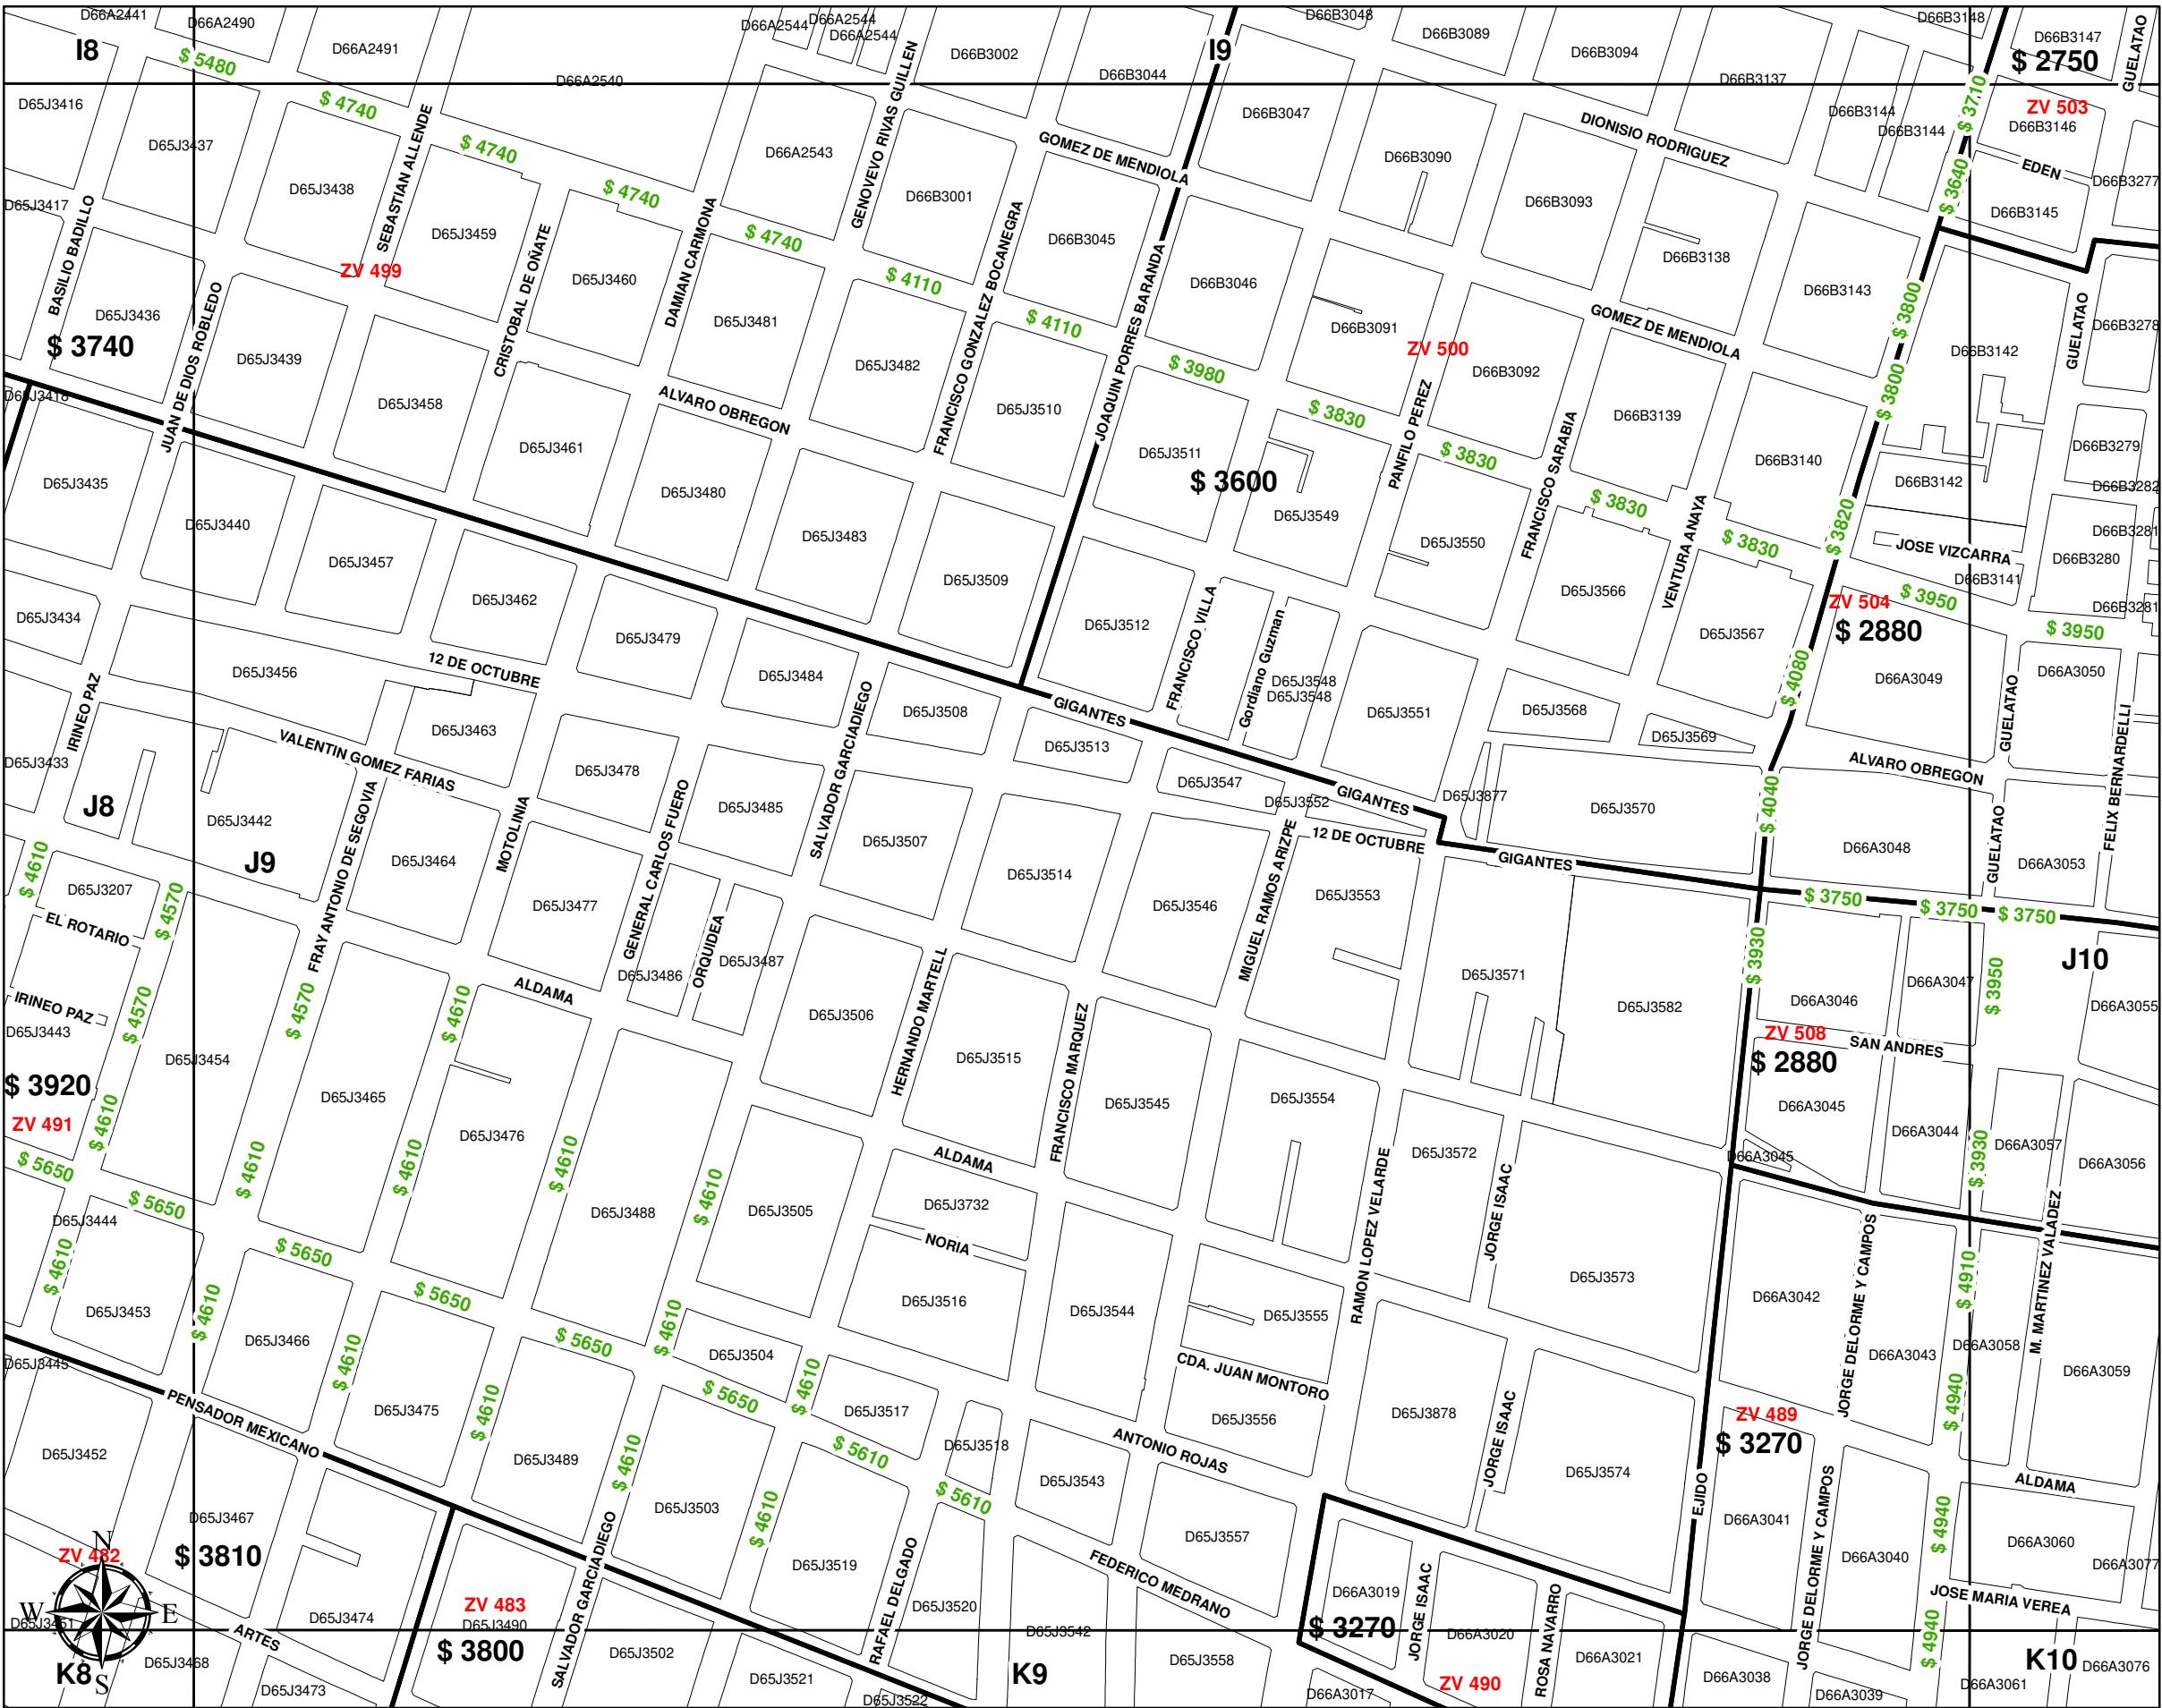 D66A2441
D66A2490
D66A2491
D66A2544
D66A2544
D66A2544
D66B3002
D66B3044
I9
D66B3048
D66B3089
D66B3094
D66B3137
D66B3148
D66B3147
$ 2750
GUELATAO
I8
$ 5480
D66A2540
D65J3416
$ 4740
D65J3437
D65J3438
SEBASTIAN ALLENDE
$ 4740
D66A2543
GENOVEVO RIVAS GUILLEN
GOMEZ DE MENDIOLA
D66B3047
D66B3090
DIONISIO RODRIGUEZ
D66B3144
D66B3144
$ 3710
ZV 503
D66B3146
EDEN
D66B3277
D65J3417
BASILIO BADILLO
D65J3459
$ 4740
D66B3001
D66B3045
D66B3093
$ 3640
D66B3145
ZV 499
CRISTOBAL DE OÑATE
D65J3460
DAMIAN CARMONA
$ 4740
$ 4110
FRANCISCO GONZALEZ BOCANEGRA
D66B3046
D66B3138
D66B3143
$ 3800
GUELATAO
D66B3278
D65J3436
$ 3740
JUAN DE DIOS ROBLEDO
D65J3439
D65J3481
D65J3482
$ 4110
JOAQUIN PORRES BARANDA
$ 3980
D66B3091
ZV 500
D66B3092
GOMEZ DE MENDIOLA
$ 3800
D66B3142
D65J3418
D65J3458
ALVARO OBREGON
D65J3510
$ 3830
PANFILO PEREZ
D66B3139
D65J3435
D65J3461
D65J3480
D65J3511
$ 3600
$ 3830
FRANCISCO SARABIA
D66B3140
D66B3142
D66B3279
D66B3282
D65J3440
D65J3457
D65J3483
D65J3509
D65J3549
D65J3550
$ 3830
VENTURA ANAYA
$ 3830
$ 3820
JOSE VIZCARRA
D66B3281
D66B3280
D66B3141
D65J3434
D65J3462
D65J3479
D65J3512
FRANCISCO VILLA
Gordiano Guzman
D65J3566
D65J3567
ZV 504
$ 2880
$ 3950
D66B3281
$ 3950
D65J3456
12 DE OCTUBRE
D65J3484
D65J3548
D65J3548
$ 4080
D66A3049
D66A3050
IRINEO PAZ
D65J3463
D65J3508
GIGANTES
D65J3551
D65J3568
D65J3569
GUELATAO
FELIX BERNARDELLI
D65J3433
VALENTIN GOMEZ FARIAS
D65J3478
SALVADOR GARCIADIEGO
D65J3513
D65J3547
ALVARO OBREGON
J8
D65J3442
FRAY ANTONIO DE SEGOVIA
MOTOLINIA
GENERAL CARLOS FUERO
D65J3485
D65J3552
GIGANTES
D65J3877
D65J3570
$ 4040
J9
D65J3464
D65J3507
D65J3514
MIGUEL RAMOS ARIZPE
12 DE OCTUBRE
GIGANTES
D66A3048
GUELATAO
D66A3053
$ 4610
D65J3207
$ 4570
EL ROTARIO
D65J3477
D65J3546
D65J3553
$ 3750
$ 3750
$ 3750
IRINEO PAZ
D65J3443
$ 4570
$ 4570
$ 4610
ALDAMA
D65J3486
ORQUIDEA
D65J3487
D65J3506
HERNANDO MARTELL
D65J3571
D65J3582
$ 3930
D66A3046
D66A3047
$ 3950
J10
D66A3055
$ 3920
ZV 491
D65J3454
D65J3465
D65J3515
FRANCISCO MARQUEZ
D65J3545
D65J3554
ZV 508
$ 2880
SAN ANDRES
D66A3045
$ 4610
$ 5650
$ 5650
$ 4610
$ 4610
D65J3476
$ 4610
$ 4610
ALDAMA
RAMON LOPEZ VELARDE
D65J3572
JORGE ISAAC
D66A3045
D66A3044
$ 3930
D66A3057
D66A3056
D65J3444
$ 4610
D65J3453
$ 4610
$ 5650
D65J3488
D65J3505
D65J3732
NORIA
D65J3516
D65J3544
D65J3555
D65J3573
D66A3042
JORGE DELORME Y CAMPOS
$ 4910
M. MARTINEZ VALADEZ
D65J3445
D65J3466
$ 4610
$ 5650
$ 5650
$ 4610
D65J3504
$ 4610
CDA. JUAN MONTORO
D66A3043
D66A3058
D66A3059
D65J3452
PENSADOR MEXICANO
D65J3475
$ 4610
D65J3489
$ 4610
$ 5650
D65J3517
$ 5610
D65J3518
ANTONIO ROJAS
D65J3556
D65J3878
JORGE ISAAC
D65J3574
ZV 489
$ 3270
$ 4940
ALDAMA
D65J3467
$ 3810
ZV 482
D65J3503
$ 4610
$ 5610
D65J3543
D65J3557
EJIDO
D66A3041
JORGE DELORME Y CAMPOS
$ 4940
D66A3060
D66A3077
N
W
E
S
D65J3451
D65J3474
ZV 483
D65J3490
$ 3800
SALVADOR GARCIADIEGO
D65J3519
RAFAEL DELGADO
D65J3520
FEDERICO MEDRANO
D66A3019
$ 3270
JORGE ISAAC
ROSA NAVARRO
D66A3040
JOSE MARIA VEREA
ARTES
K8
D65J3468
D65J3473
D65J3502
D65J3521
D65J3522
D65J3542
K9
D65J3558
D66A3017
D66A3020
ZV 490
D66A3021
D66A3038
D66A3039
$ 4940
D66A3061
K10
D66A3076